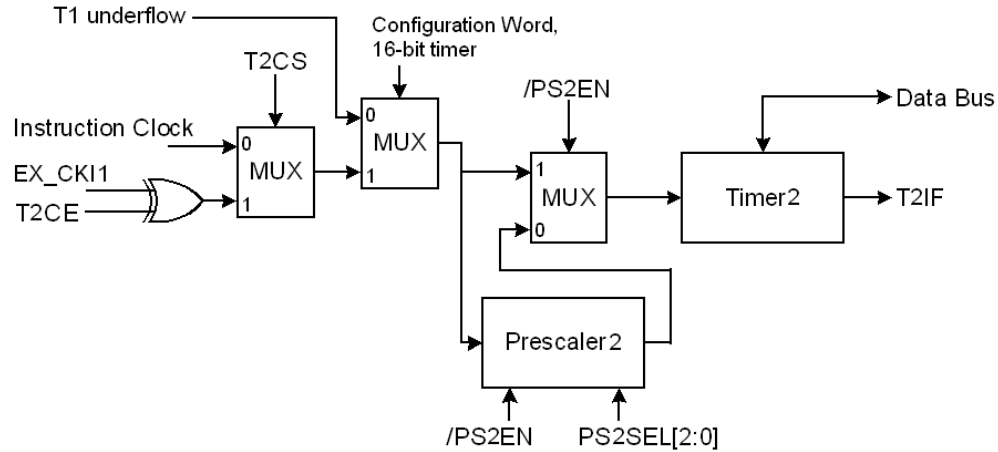 T1 underflow
Configuration Word,
16-bit timer
T2CS
/PS2EN
Data Bus
Instruction Clock
0
MUX
1
0
MUX
1
1
MUX
0
EX_CKI1
T2CE
Timer2
T2IF
Prescaler2
/PS2EN
PS2SEL[2:0]